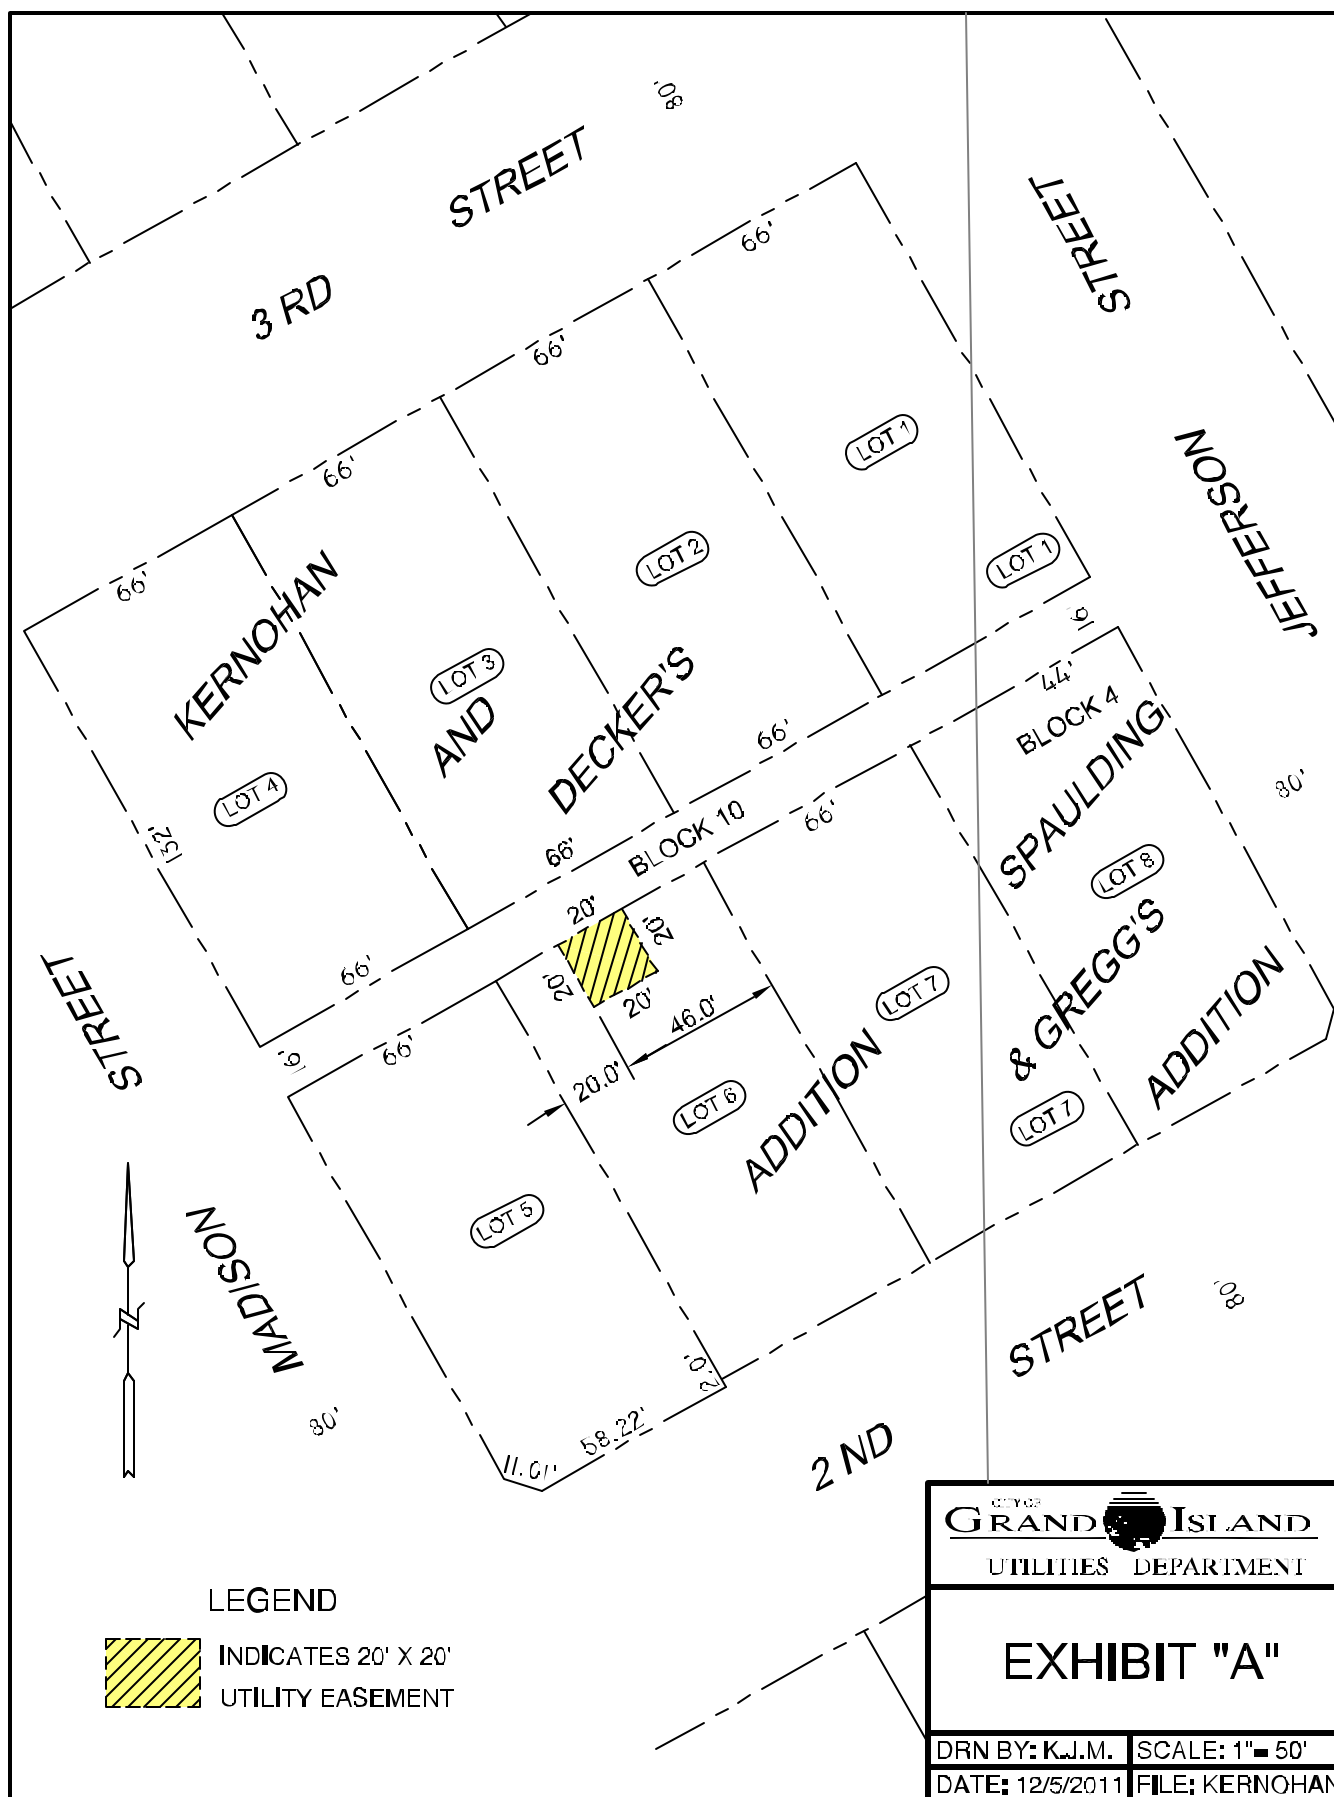 80'
3 RD STREET
66'
66'
66'
66'
STREET
JEFFERSON
LOT 1
LOT 2
LOT 1
LOT 3
LOT 4
KERNOHAN
AND
DECKER'S
ADDITION
132'
16'
44'
BLOCK 4
SPAULDING
& GREGG'S
ADDITION
80'
66'
66'
66'
BLOCK 10
66'
LOT 8
20'
20'
20'
20'
66'
16'
46.0'
20.0'
LOT 7
LOT 6
LOT 7
LOT 5
STREET
MADISON
80'
N
2.0'
58.22'
2 ND STREET
80'
LEGEND
INDICATES 20' X 20'
UTILITY EASEMENT
CITY OF
GRAND ISLAND
UTILITIES DEPARTMENT
EXHIBIT "A"
DRN BY: K.J.M. SCALE: 1"= 50'
DATE: 12/5/2011 FILE: KERNOHAN